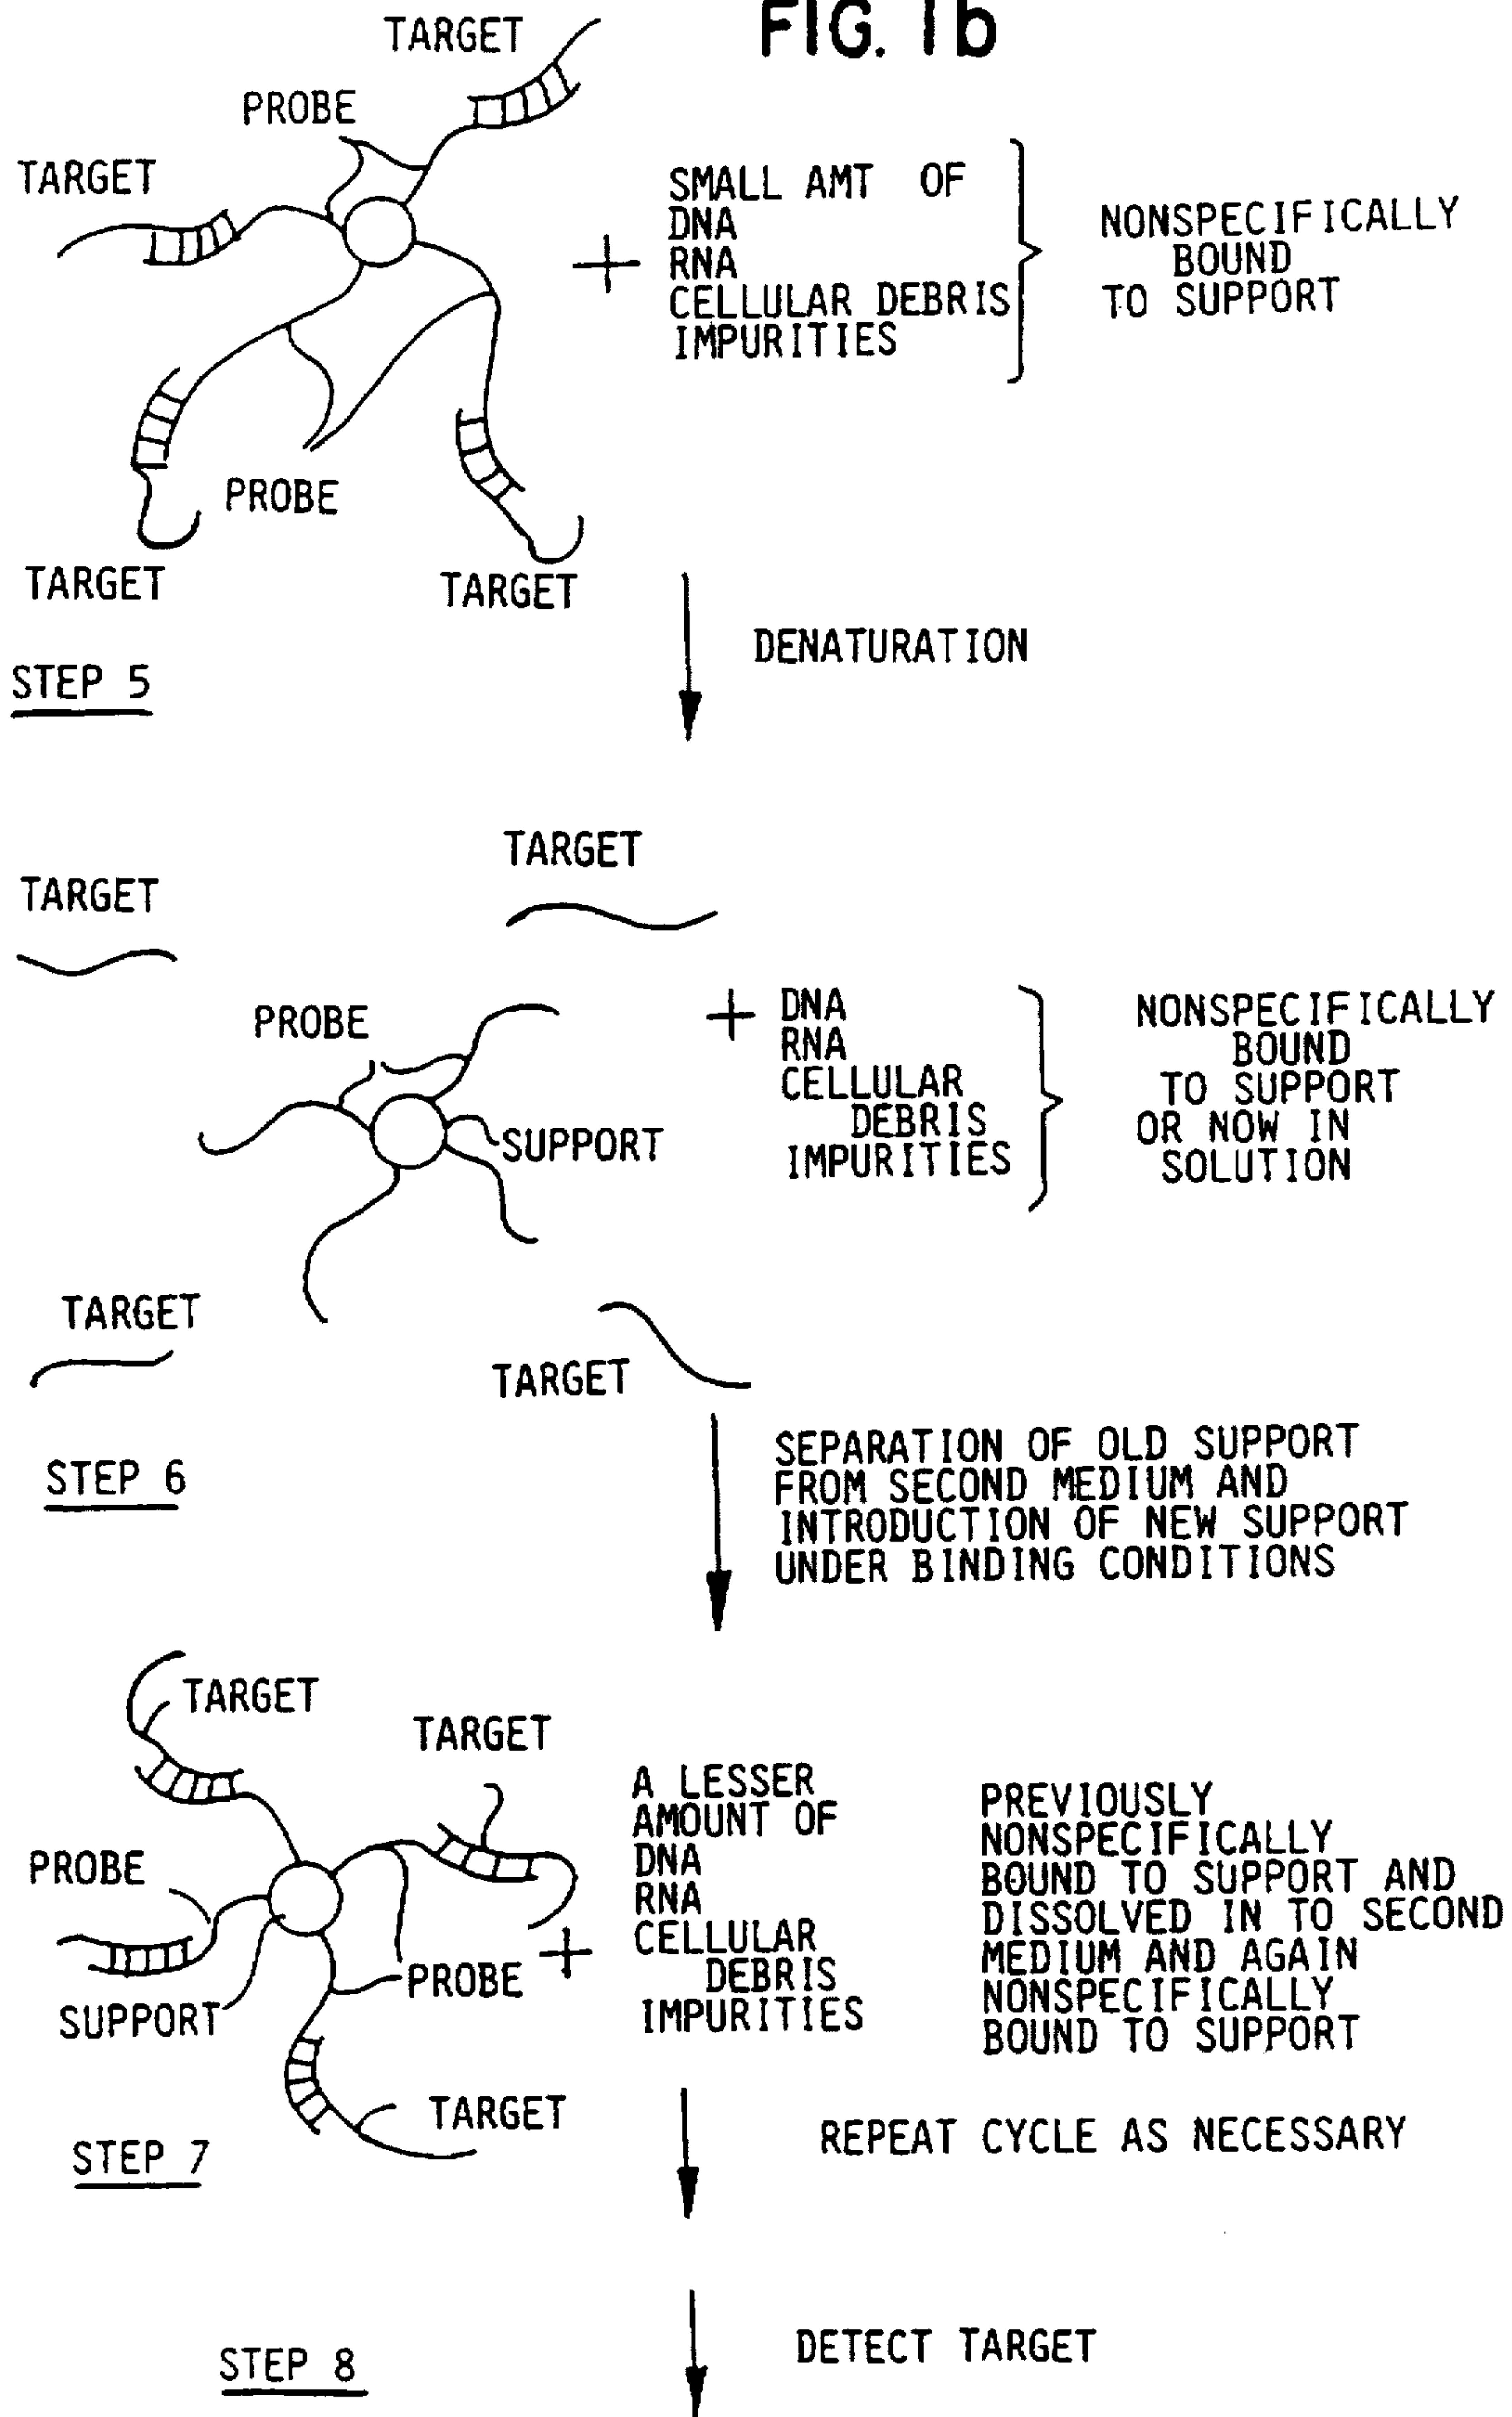 FIG. 1b
TARGET
PROBE
TARGET
SMALL AMT OF
DNA
RNA
CELLULAR DEBRIS
IMPURITIES
NONSPECIFICALLY
BOUND
TO SUPPORT
PROBE
TARGET
TARGET
DENATURATION
STEP 5
TARGET
TARGET
PROBE
SUPPORT
+ DNA
RNA
CELLULAR
DEBRIS
IMPURITIES
NONSPECIFICALLY
BOUND
TO SUPPORT
OR NOW IN
SOLUTION
TARGET
TARGET
STEP 6
SEPARATION OF OLD SUPPORT
FROM SECOND MEDIUM AND
INTRODUCTION OF NEW SUPPORT
UNDER BINDING CONDITIONS
TARGET
TARGET
PROBE
SUPPORT
PROBE +
A LESSER
AMOUNT OF
DNA
RNA
CELLULAR
DEBRIS
IMPURITIES
PREVIOUSLY
NONSPECIFICALLY
BOUND TO SUPPORT AND
DISSOLVED IN TO SECOND
MEDIUM AND AGAIN
NONSPECIFICALLY
BOUND TO SUPPORT
TARGET
STEP 7
REPEAT CYCLE AS NECESSARY
STEP 8
DETECT TARGET